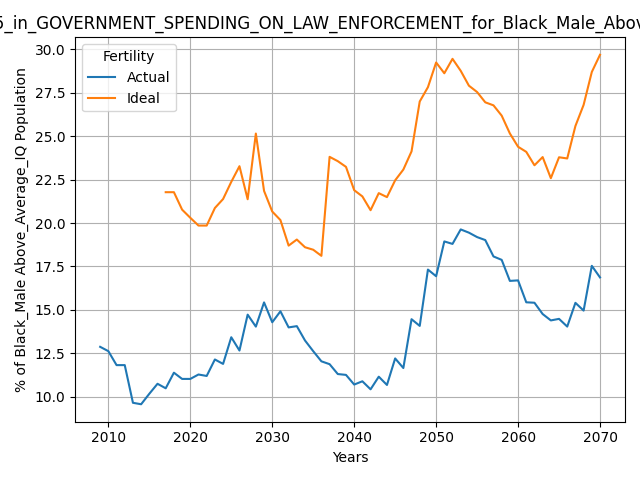 5_in_GOVERNMENT_SPENDING_ON_LAW_ENFORCEMENT_for_Black_Male_Abov
Fertility
Actual
Ideal
% of Black_Male Above_Average_IQ Population
30.0
27.5
25.0
22.5
20.0
17.5
15.0
12.5
10.0
2010 2020 2030 2040 2050 2060 2070
Years